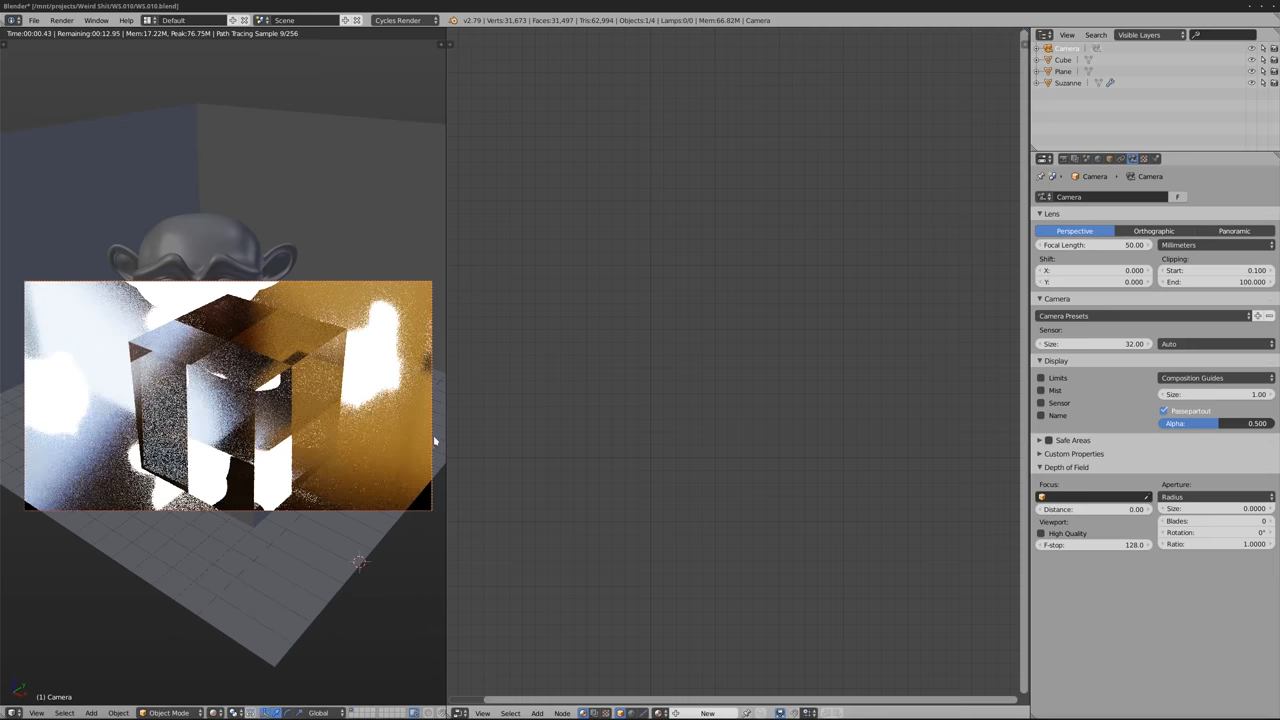 Blender* [/mnt/projects/Weird Shit/WS.010/WS.010.blend]
File Render Window Help Default Scene Cycles Render v2.79 | Verts:31,673 | Faces:31,497 | Tris:62,994 | Objects:1/4 | Lamps:0/0 | Mem:66.82M | Camera
Time:00:00.43 | Remaining:00:12.95 | Mem:17.22M, Peak:76.75M | Path Tracing Sample 9/256
View Search Visible Layers
Camera
Cube
Plane
Suzanne
Camera Camera
Camera F
Lens
Perspective Orthographic Panoramic
Focal Length: 50.00 Millimeters
Shift: Clipping:
X: 0.000 Start: 0.100
Y: 0.000 End: 100.000
Camera
Camera Presets
Sensor:
Size: 32.00 Auto
Display
Limits Composition Guides
Mist Size: 1.00
Sensor Passepartout
Name Alpha: 0.500
Safe Areas
Custom Properties
Depth of Field
Focus: Aperture:
Radius
Distance: 0.00 Size: 0.0000
Viewport: Blades: 0
High Quality Rotation: 0°
F-stop: 128.0 Ratio: 1.0000
(1) Camera
View Select Add Object Object Mode Global
View Select Add Node New